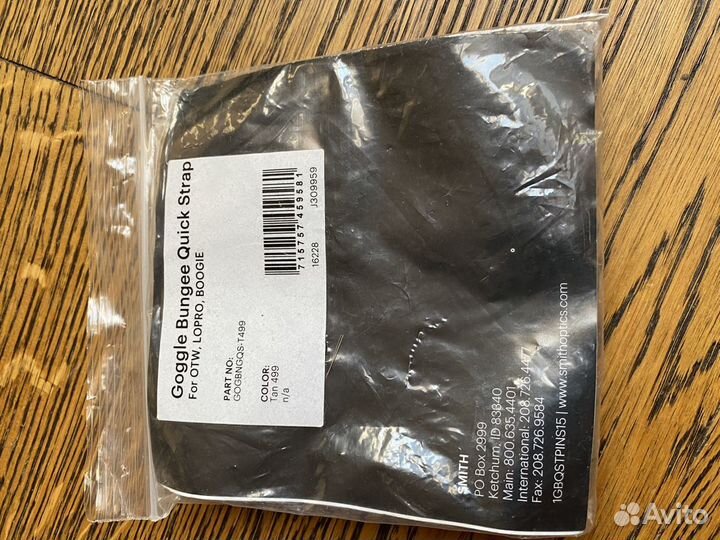 Goggle Bungee Quick Strap
For OTW, LOPRO, BOOGIE
PART NO:
GOGBNGQS-T499
COLOR:
Tan 499
n/a
715757459581
16228
J309959
SMITH
PO Box 2999
Ketchum, ID 83340
Main: 800.635.4401
International: 208.726.4477
Fax: 208.726.9584
1GBQSTPINS15 | www.smithoptics.com
Avito